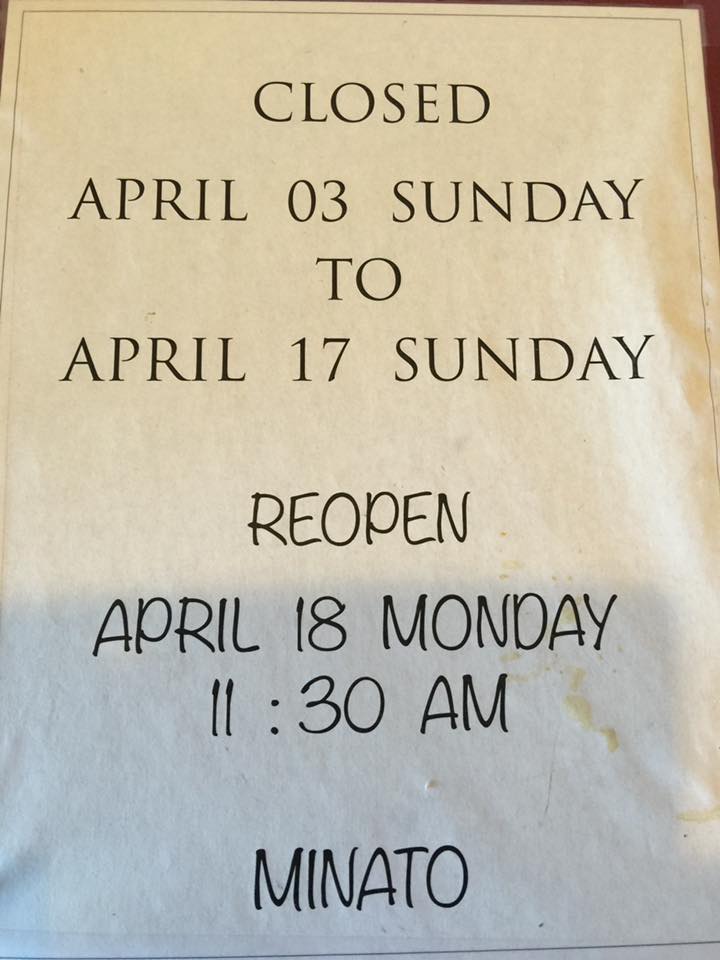 CLOSED
APRIL 03 SUNDAY
TO
APRIL 17 SUNDAY
REOPEN
APRIL 18 MONDAY
11 : 30 AM
MINATO